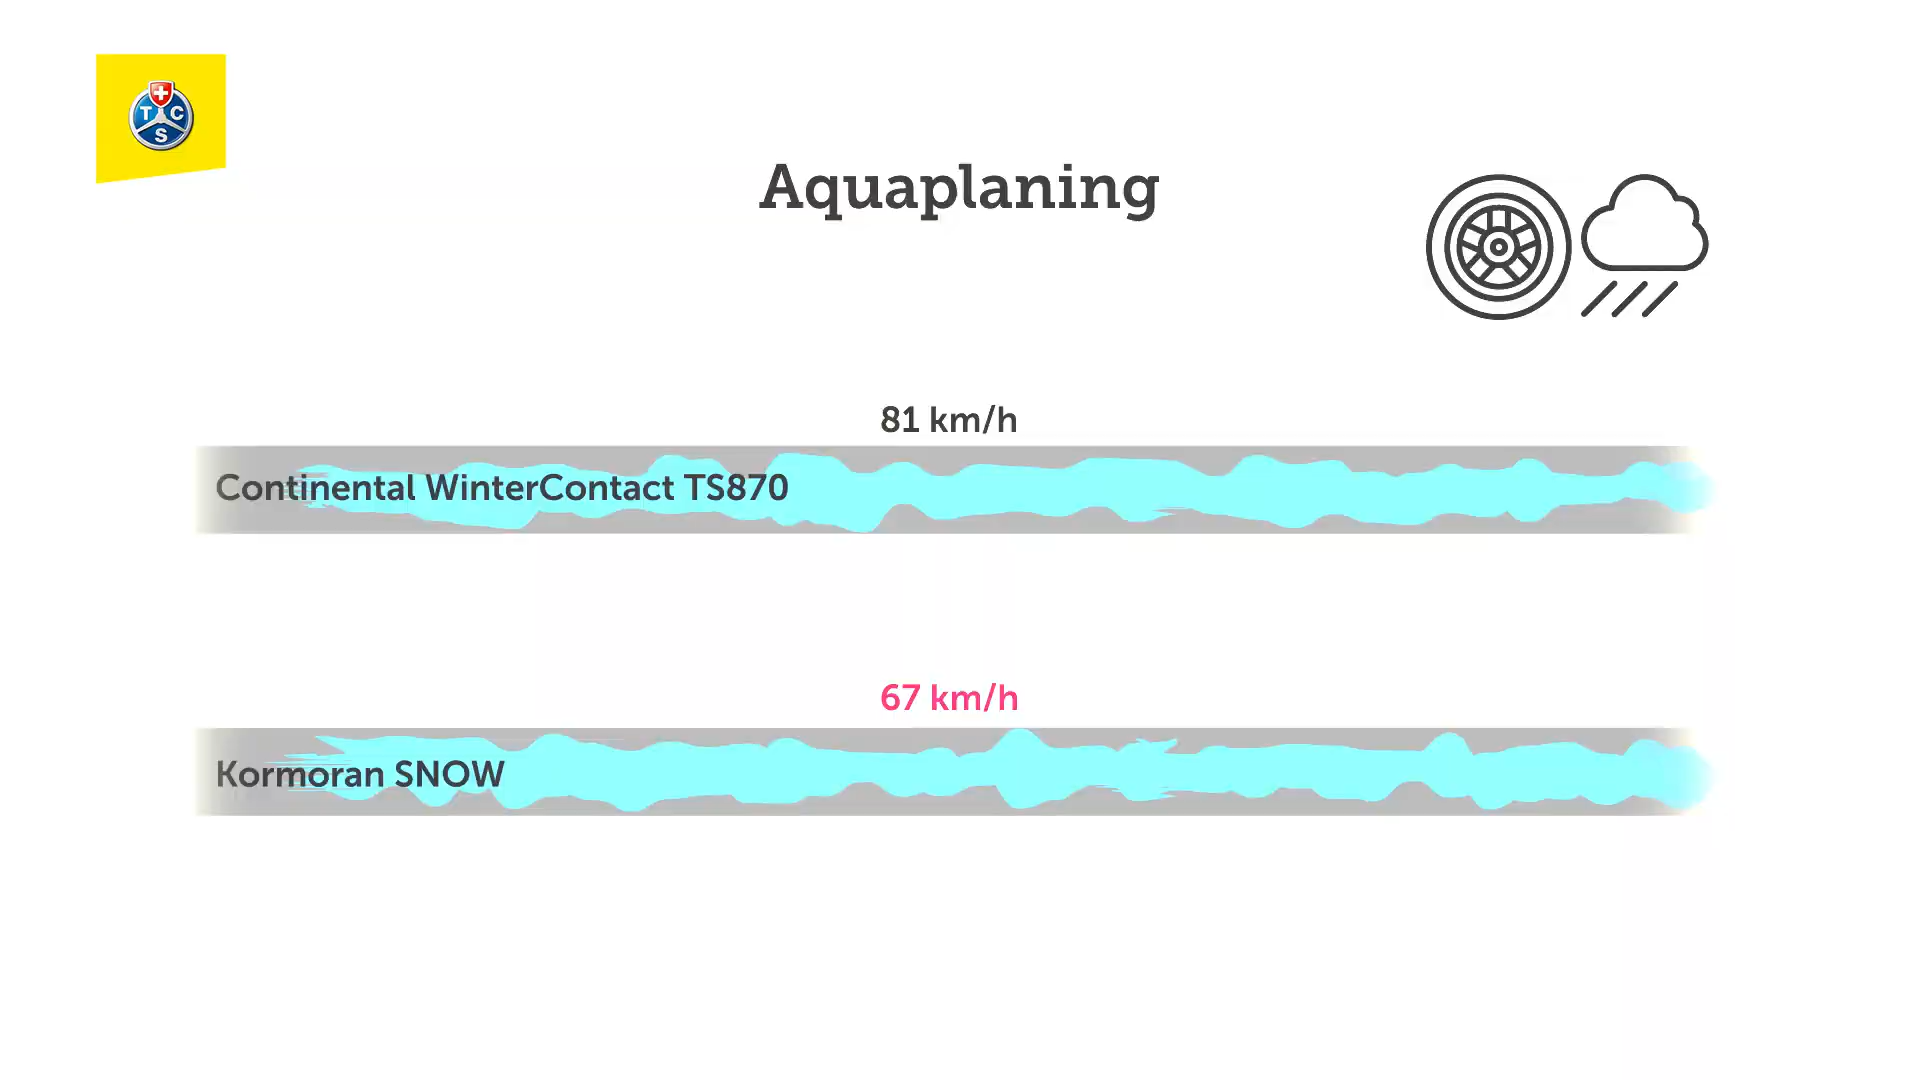 TCS
Aquaplaning
81 km/h
Continental WinterContact TS870
67 km/h
Kormoran SNOW